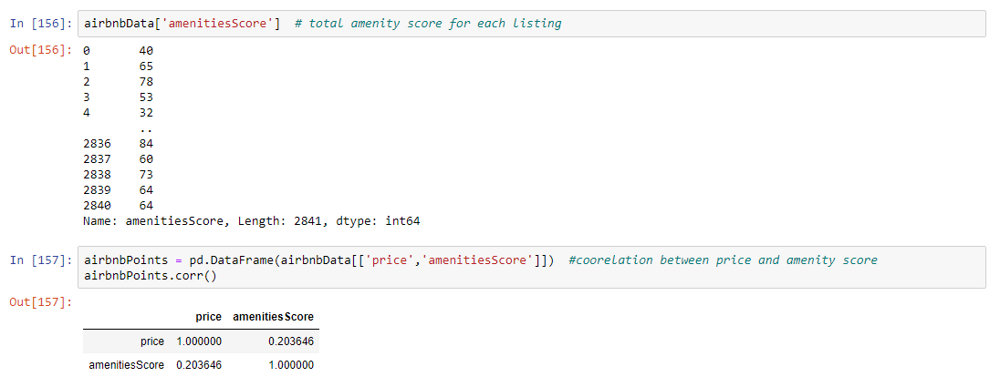 In [156]: airbnbData['amenitiesScore']  # total amenity score for each listing
Out[156]: 0       40
1       65
2       78
3       53
4       32
        ..
2836    84
2837    60
2838    73
2839    64
2840    64
Name: amenitiesScore, Length: 2841, dtype: int64
In [157]: airbnbPoints = pd.DataFrame(airbnbData[['price','amenitiesScore']])  #coorelation between price and amenity score
airbnbPoints.corr()
Out[157]:
price amenitiesScore
price 1.000000 0.203646
amenitiesScore 0.203646 1.000000